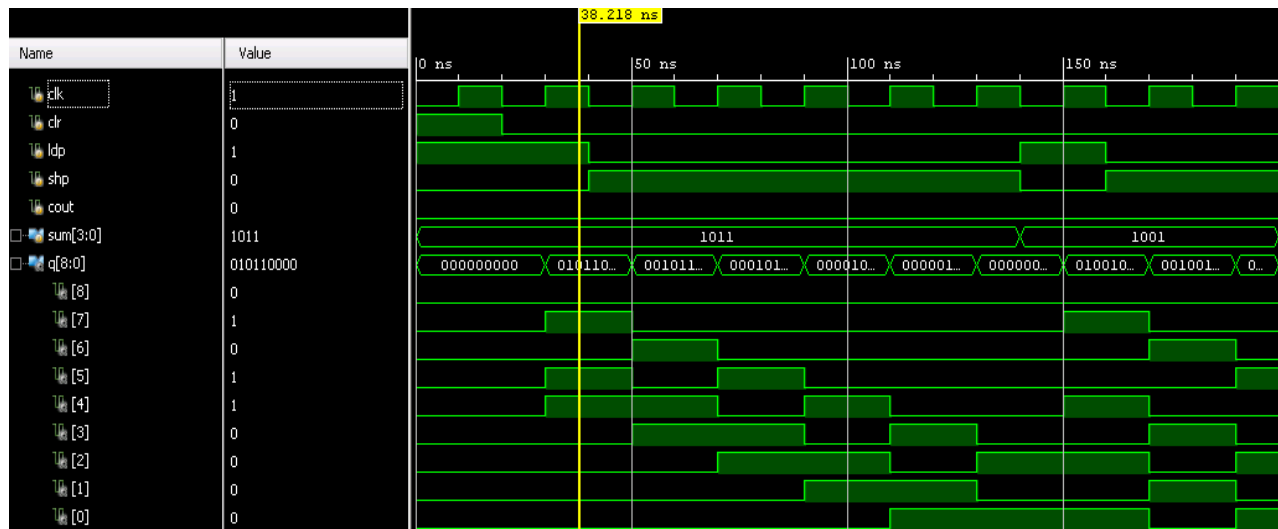 38.218 ns
Name Value
0 ns 50 ns 100 ns 150 ns
clk 1
clr 0
ldp 1
shp 0
cout 0
sum[3:0] 1011 1011 1001
q[8:0] 010110000 000000000 010110... 001011... 000101... 000010... 000001... 000000... 010010... 001001... 0...
[8] 0
[7] 1
[6] 0
[5] 1
[4] 1
[3] 0
[2] 0
[1] 0
[0] 0